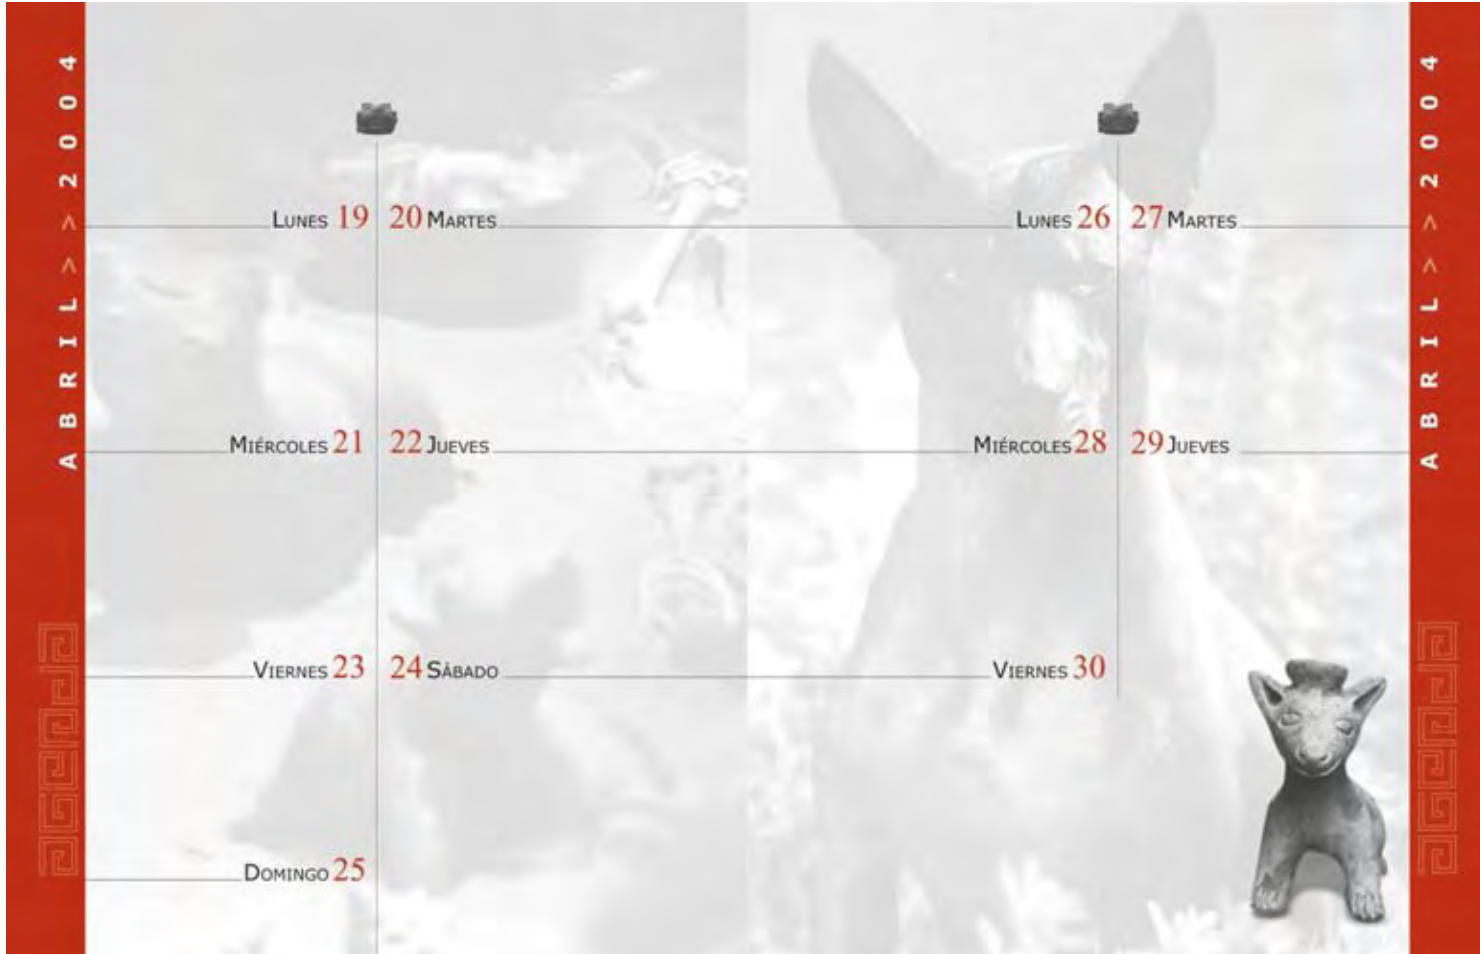 ABRIL>>2004
LUNES 19
20 MARTES
MIÉRCOLES 21
22 JUEVES
VIERNES 23
24 SÁBADO
DOMINGO 25
LUNES 26
27 MARTES
MIÉRCOLES 28
29 JUEVES
VIERNES 30
ABRIL>>2004